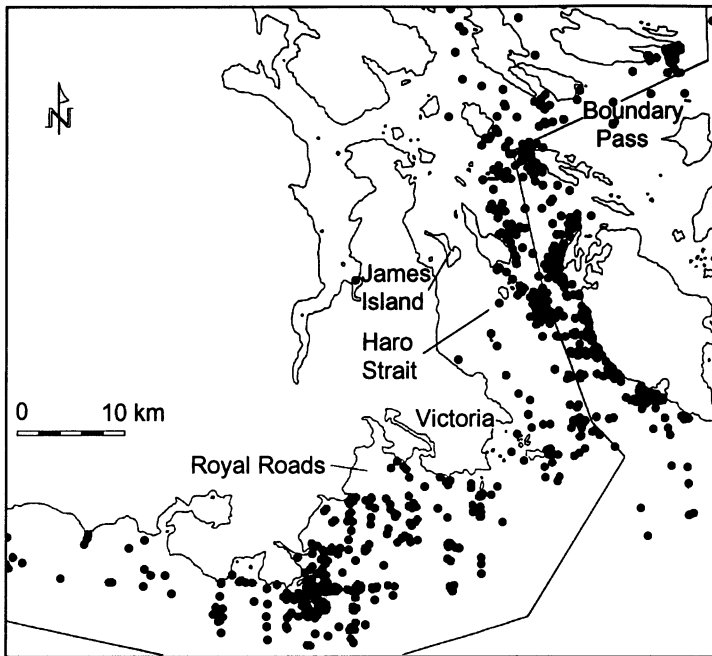 N
Boundary
Pass
James
Island
Haro
Strait
0 10 km
Victoria
Royal Roads